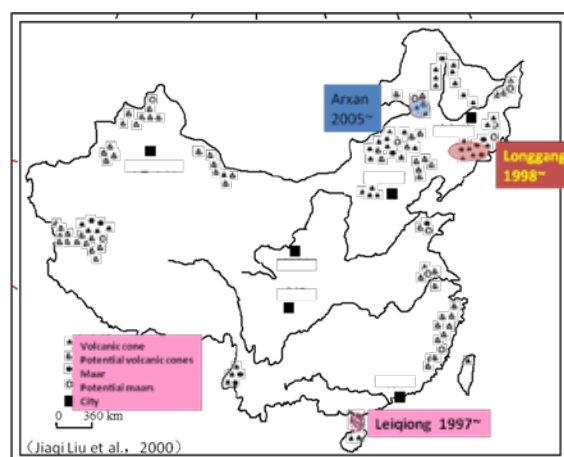 Arxan
2005~
Longgang
1998~
Volcanic cone
Potential volcanic cones
Maar
Potential maars
City
0 360 km
Leiqiong 1997~
(Jiaqi Liu et al., 2000)